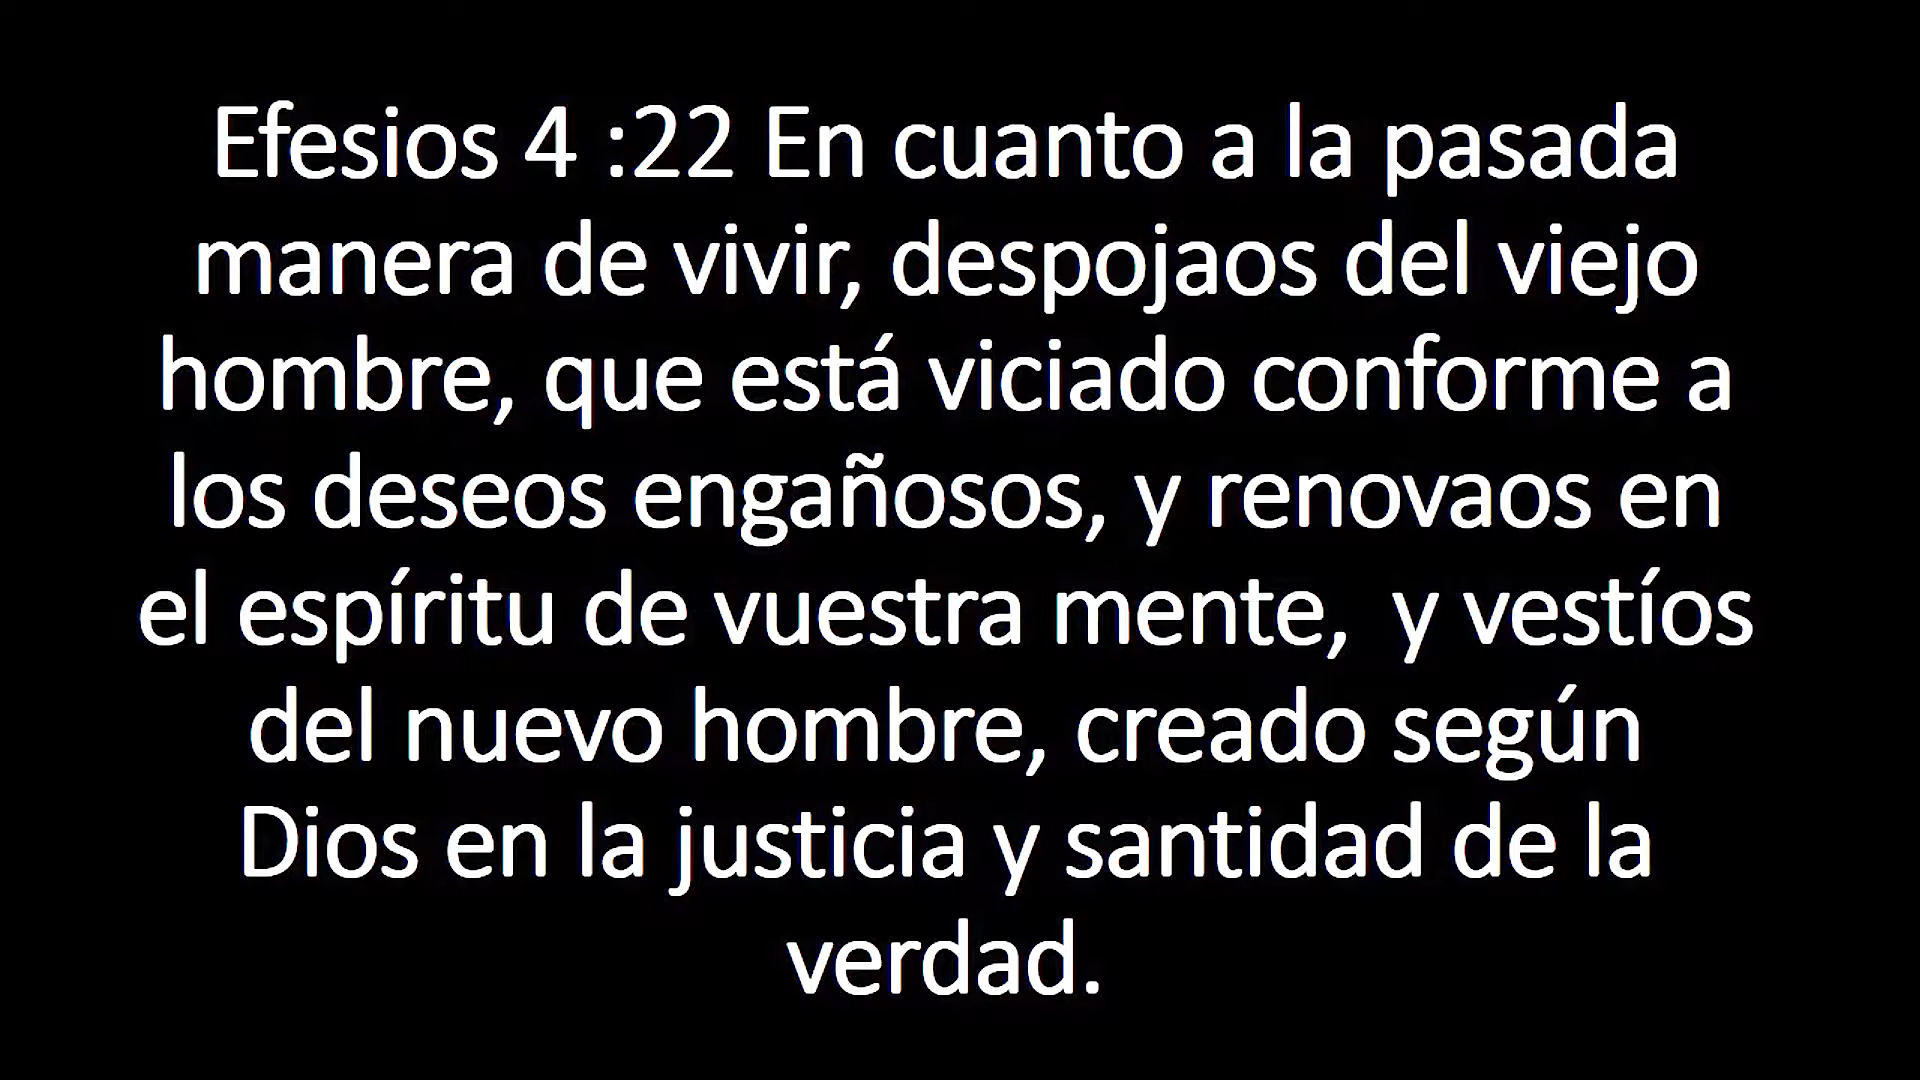 Efesios 4 :22 En cuanto a la pasada
manera de vivir, despojaos del viejo
hombre, que está viciado conforme a
los deseos engañosos, y renovaos en
el espíritu de vuestra mente,  y vestíos
del nuevo hombre, creado según
Dios en la justicia y santidad de la
verdad.